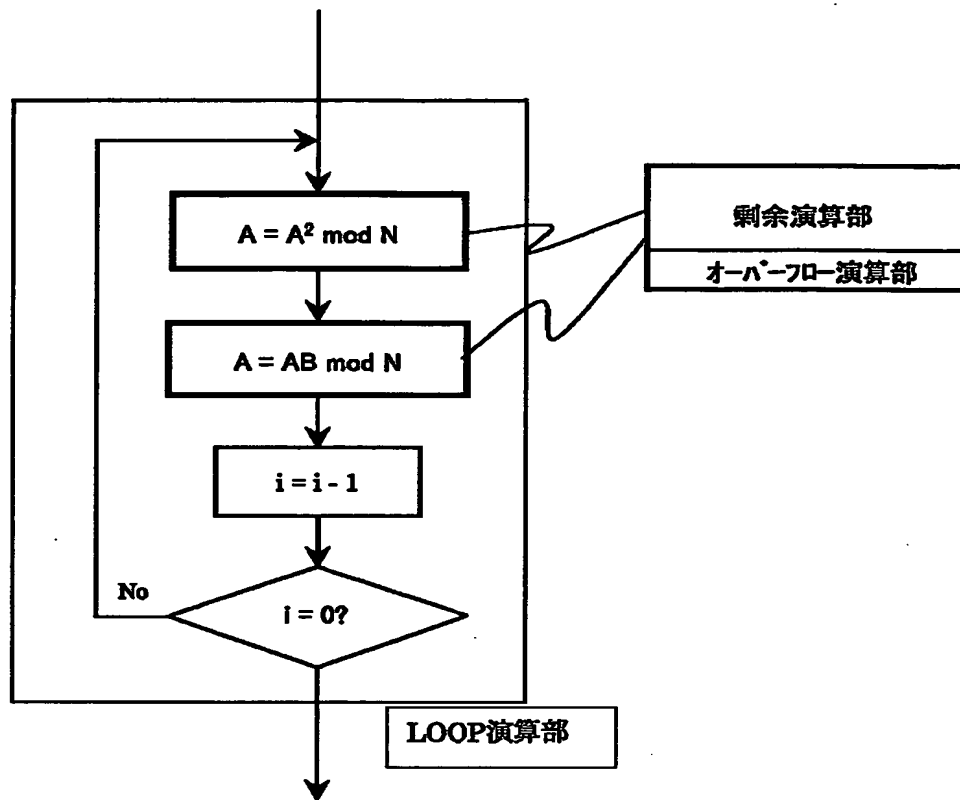 A = A² mod N
剰余演算部
オーバーフロー演算部
A = AB mod N
i = i - 1
No
i = 0?
LOOP演算部